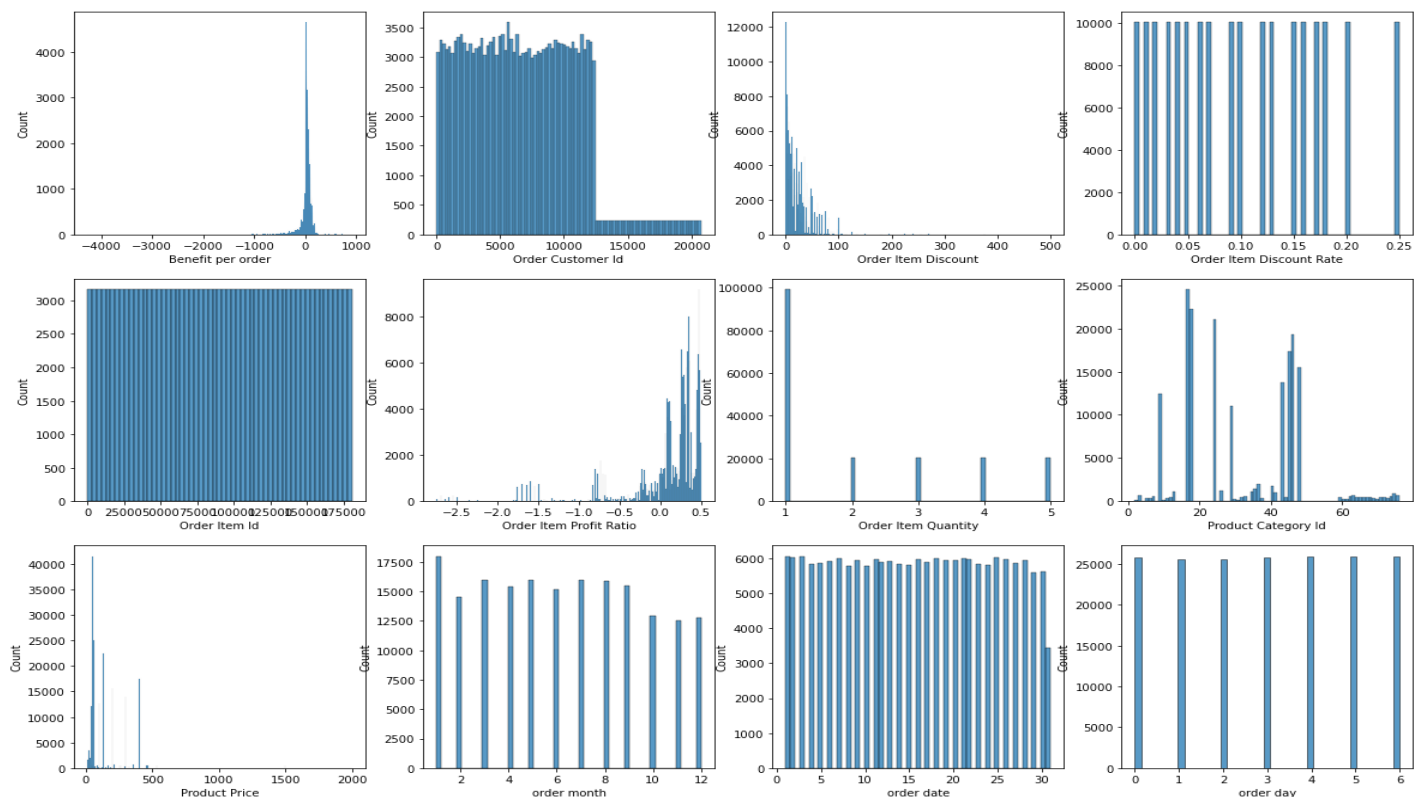 4000
3000
2000
1000
0
Count
−4000 −3000 −2000 −1000 0 1000
Benefit per order
3500
3000
2500
2000
1500
1000
500
0
Count
0 5000 10000 15000 20000
Order Customer Id
12000
10000
8000
6000
4000
2000
0
Count
0 100 200 300 400 500
Order Item Discount
10000
8000
6000
4000
2000
0
Count
0.00 0.05 0.10 0.15 0.20 0.25
Order Item Discount Rate
3000
2500
2000
1500
1000
500
0
Count
0 25000 50000 75000 100000 125000 150000 175000
Order Item Id
8000
6000
4000
2000
0
Count
−2.5 −2.0 −1.5 −1.0 −0.5 0.0 0.5
Order Item Profit Ratio
100000
80000
60000
40000
20000
0
Count
1 2 3 4 5
Order Item Quantity
25000
20000
15000
10000
5000
0
Count
0 20 40 60
Product Category Id
40000
35000
30000
25000
20000
15000
10000
5000
0
Count
0 500 1000 1500 2000
Product Price
17500
15000
12500
10000
7500
5000
2500
0
Count
2 4 6 8 10 12
order month
6000
5000
4000
3000
2000
1000
0
Count
0 5 10 15 20 25 30
order date
25000
20000
15000
10000
5000
0
Count
0 1 2 3 4 5 6
order day